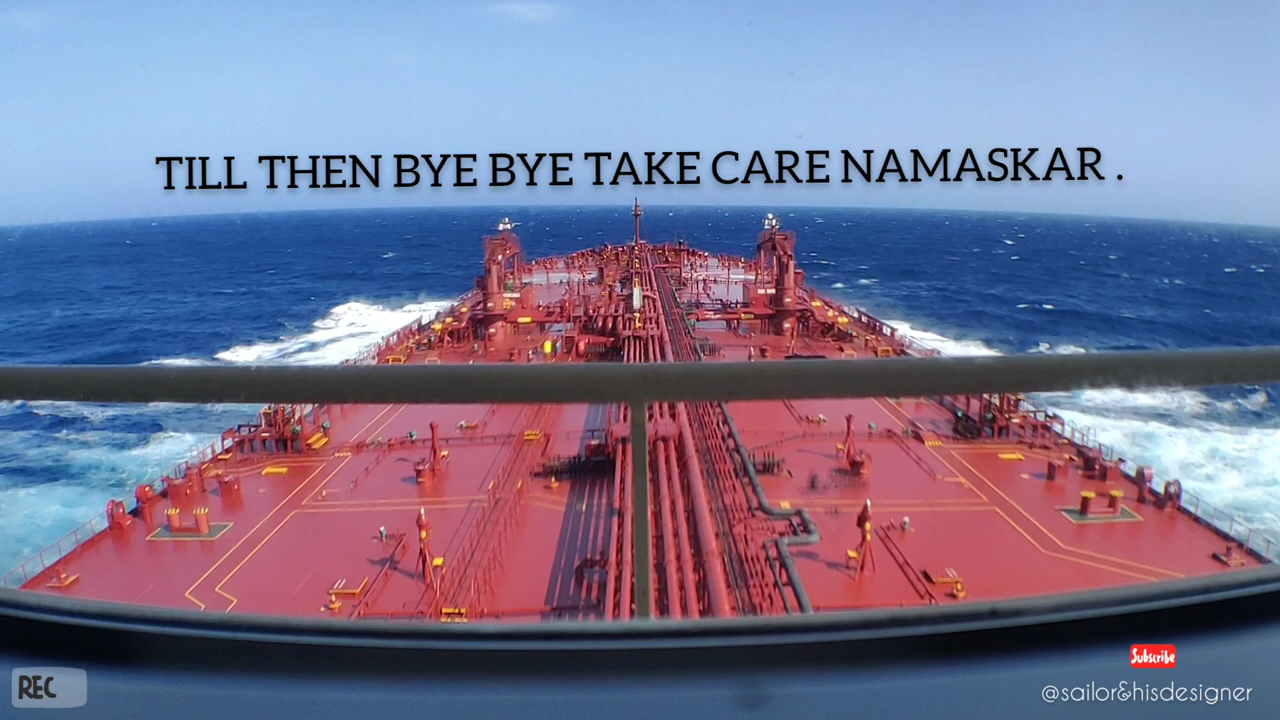 TILL THEN BYE BYE TAKE CARE NAMASKAR .
Subscribe
REC
@sailor&hisdesigner